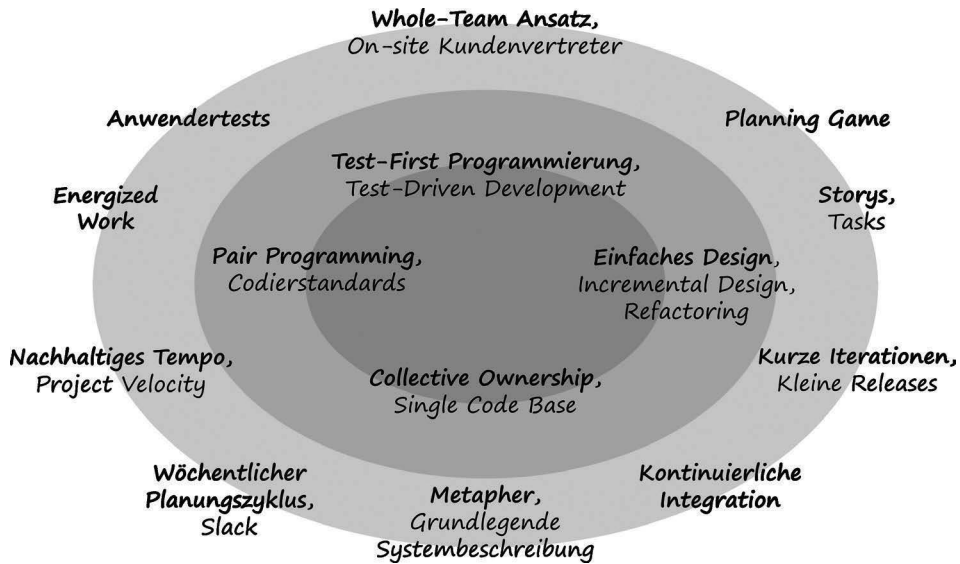 Whole-Team Ansatz,
On-site Kundenvertreter
Anwendertests
Planning Game
Test-First Programmierung,
Test-Driven Development
Energized
Work
Storys,
Tasks
Pair Programming,
Codierstandards
Einfaches Design,
Incremental Design,
Refactoring
Nachhaltiges Tempo,
Project Velocity
Collective Ownership,
Single Code Base
Kurze Iterationen,
Kleine Releases
Wöchentlicher
Planungszyklus,
Slack
Metapher,
Grundlegende
Systembeschreibung
Kontinuierliche
Integration